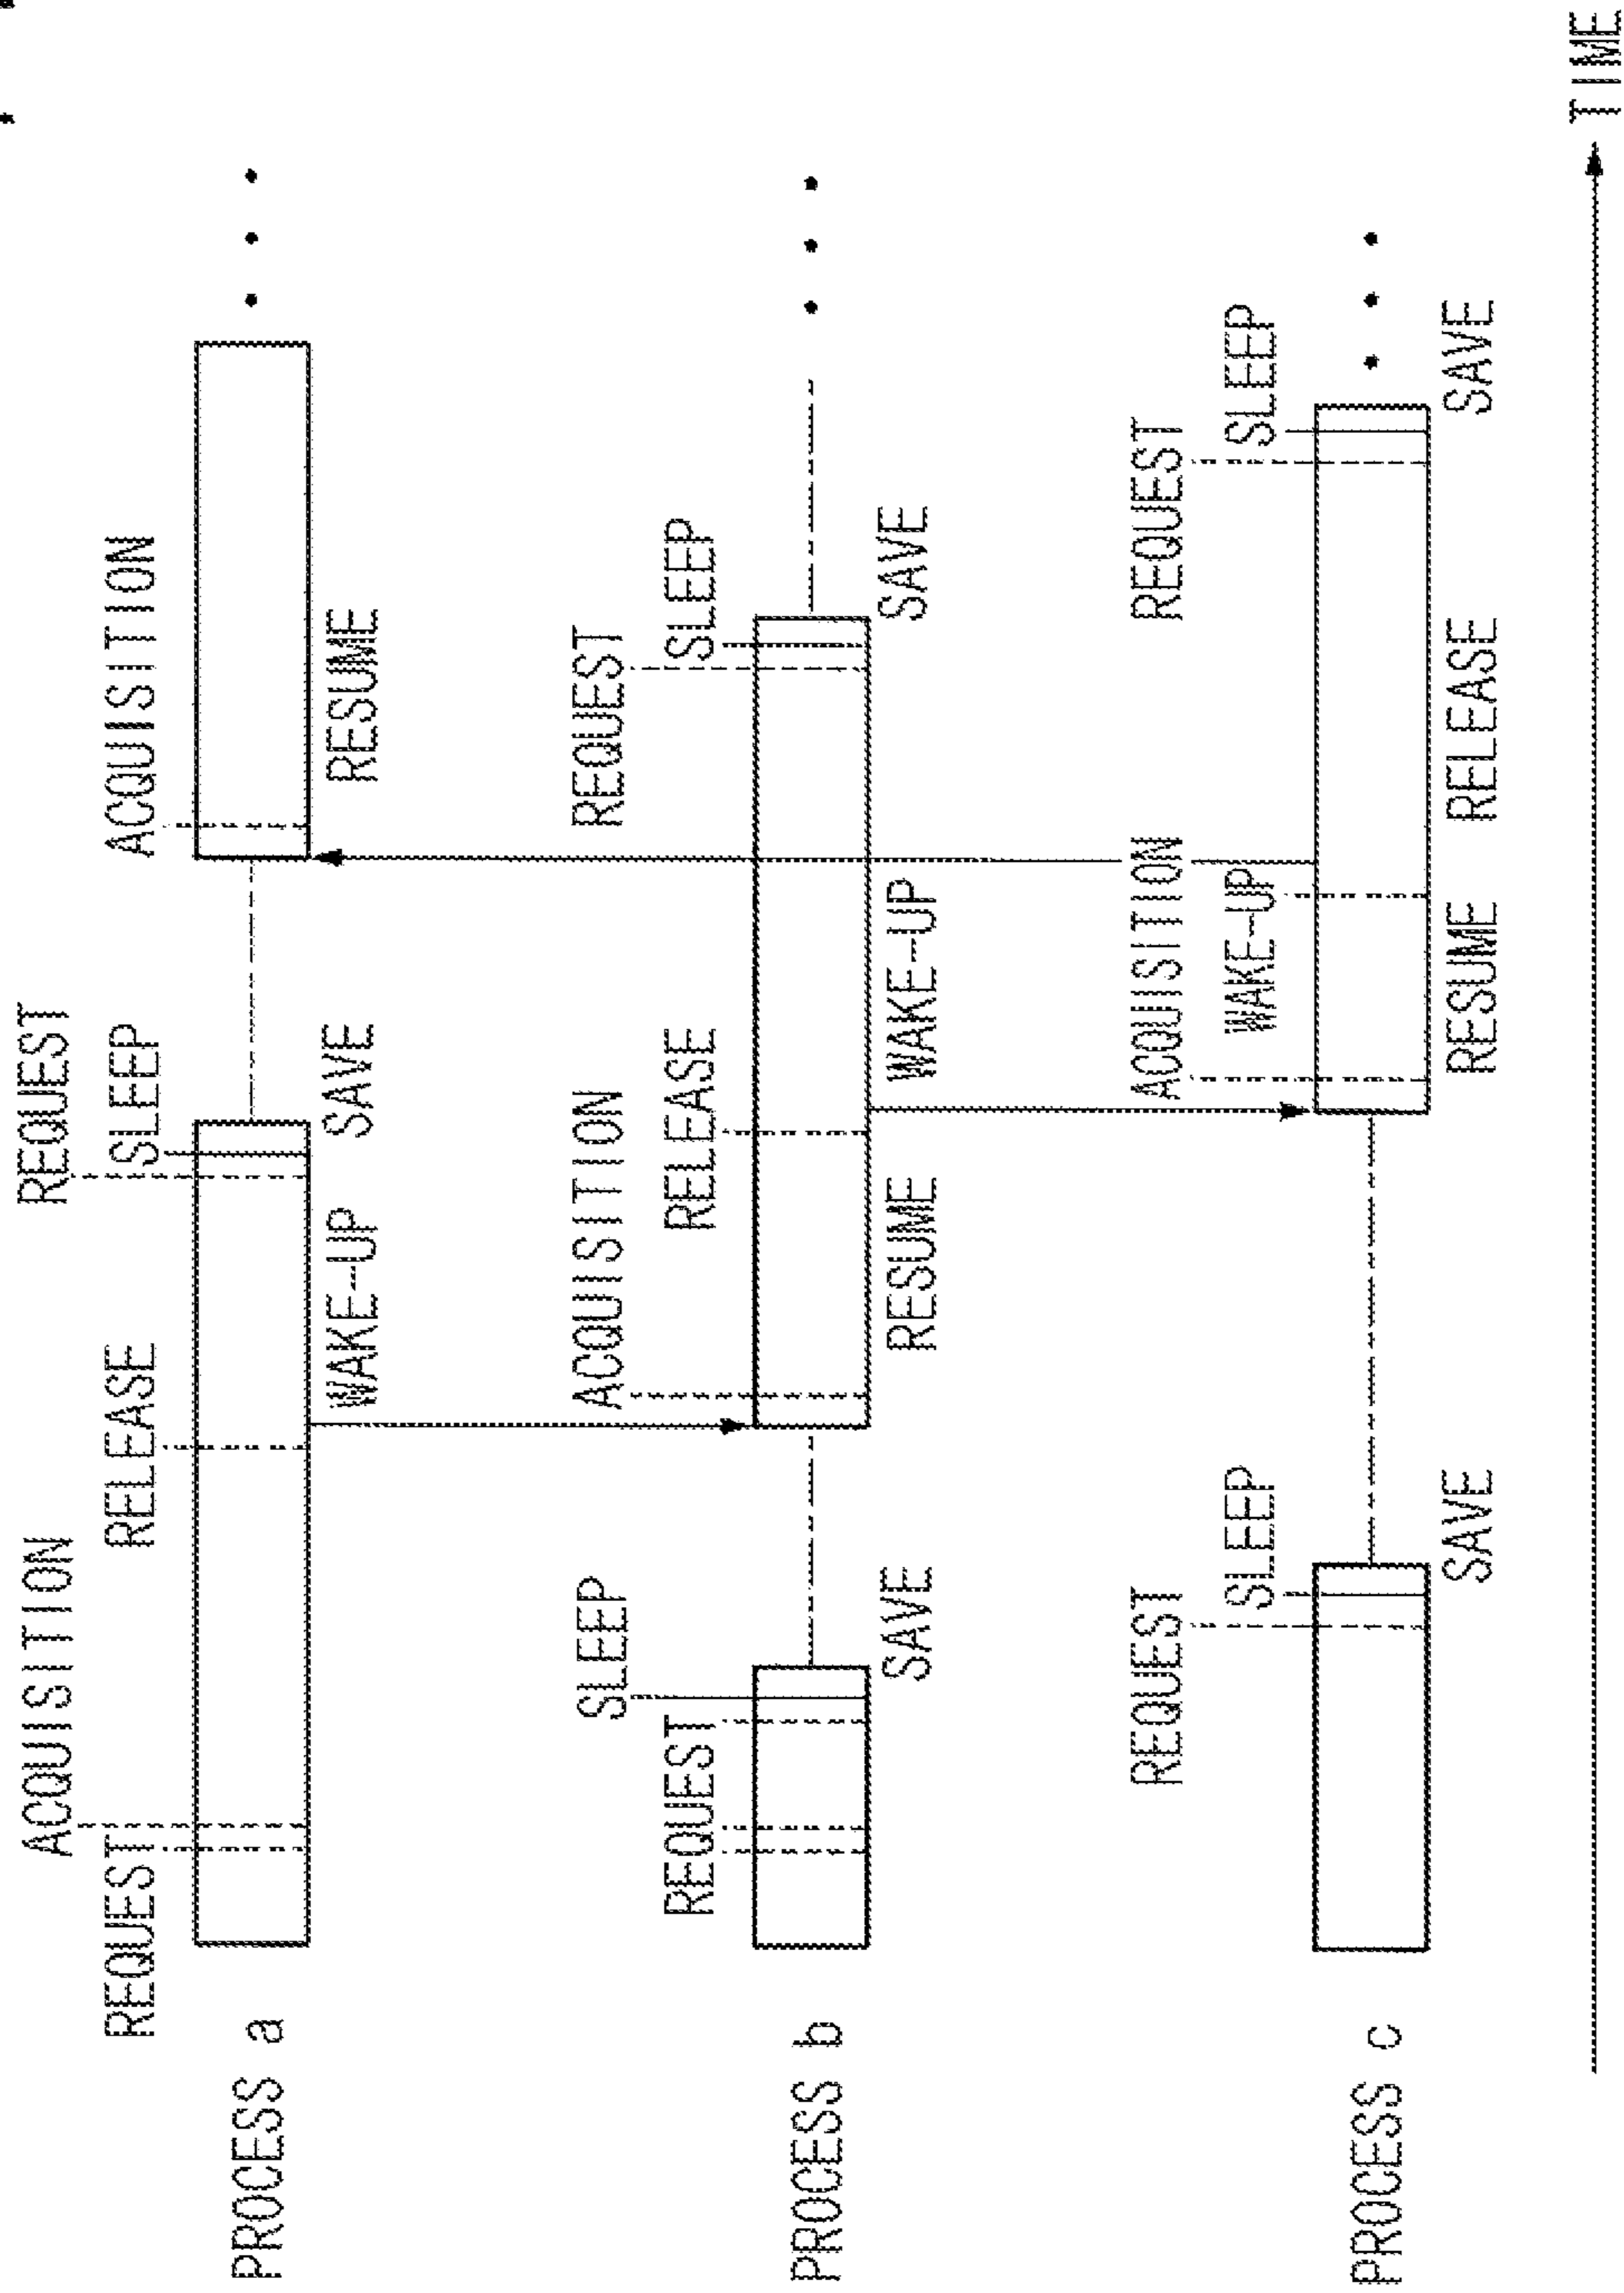 REQUEST
ACQUISITION
RELEASE
REQUEST
SLEEP
ACQUISITION
PROCESS a
WAKE-UP
SAVE
RESUME
REQUEST
SLEEP
ACQUISITION
RELEASE
REQUEST
SLEEP
PROCESS b
SAVE
RESUME
WAKE-UP
SAVE
REQUEST
SLEEP
ACQUISITION
WAKE-UP
REQUEST
SLEEP
PROCESS c
SAVE
RESUME
RELEASE
SAVE
TIME